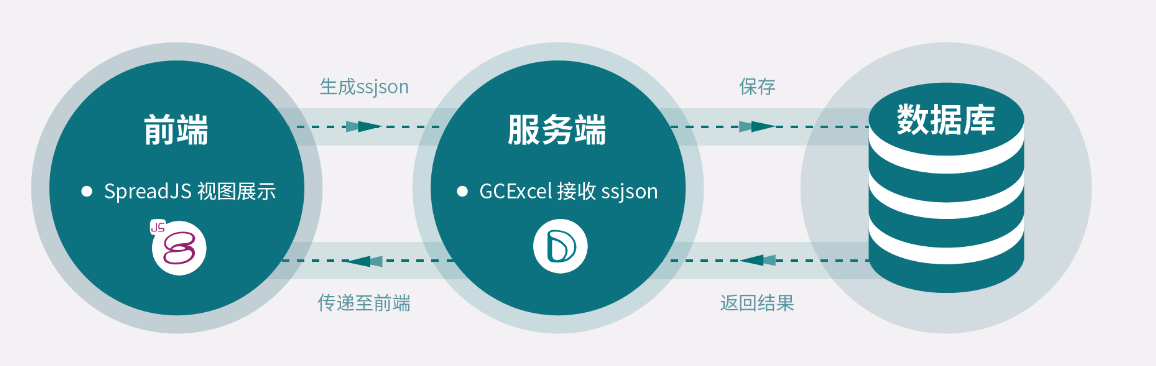 生成ssjson
保存
前端
服务端
数据库
SpreadJS 视图展示
GCExcel 接收 ssjson
JS
传递至前端
返回结果